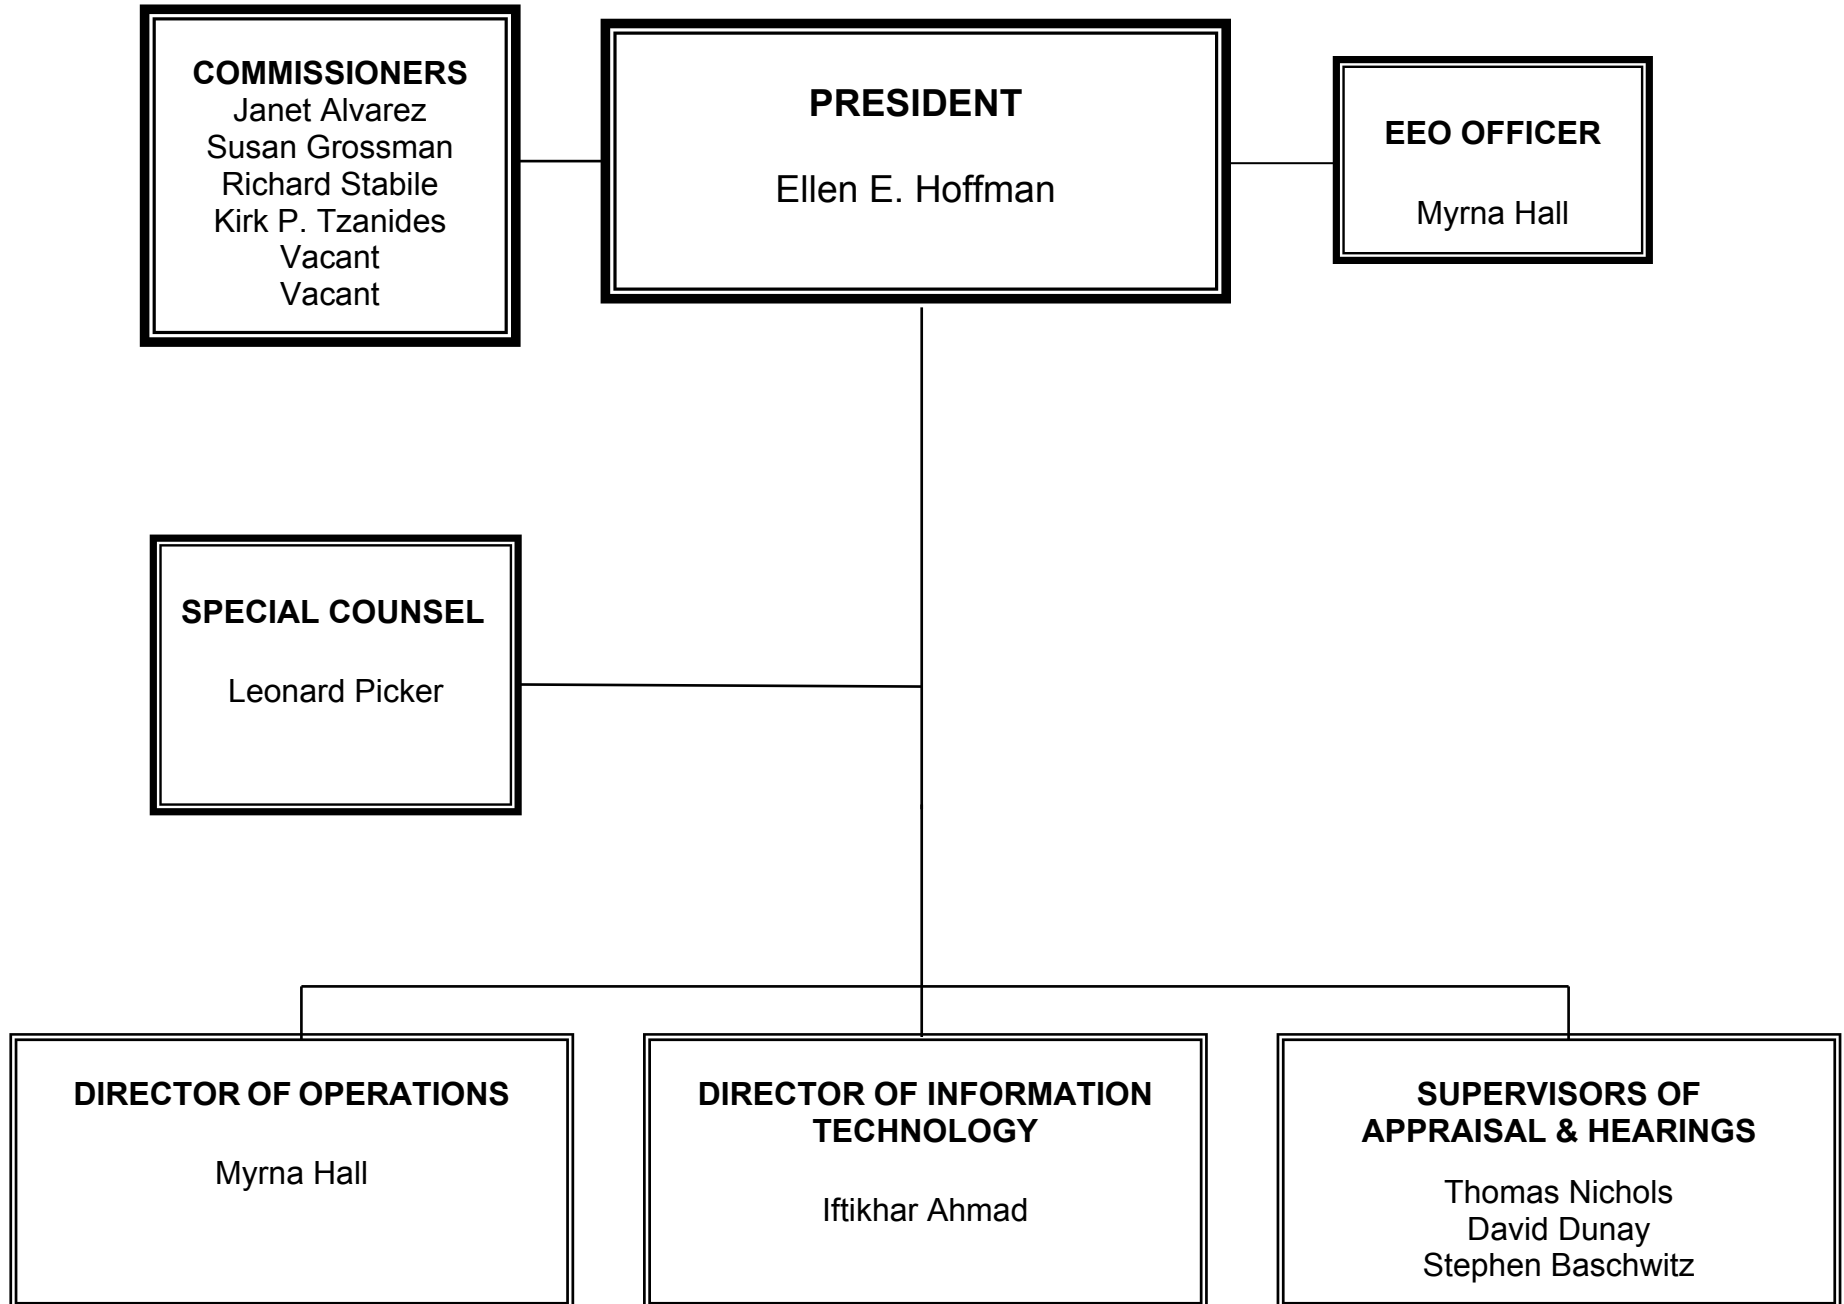 COMMISSIONERS
Janet Alvarez
Susan Grossman
Richard Stabile
Kirk P. Tzanides
Vacant
Vacant
PRESIDENT
Ellen E. Hoffman
EEO OFFICER
Myrna Hall
SPECIAL COUNSEL
Leonard Picker
DIRECTOR OF OPERATIONS
Myrna Hall
DIRECTOR OF INFORMATION
TECHNOLOGY
Iftikhar Ahmad
SUPERVISORS OF
APPRAISAL & HEARINGS
Thomas Nichols
David Dunay
Stephen Baschwitz